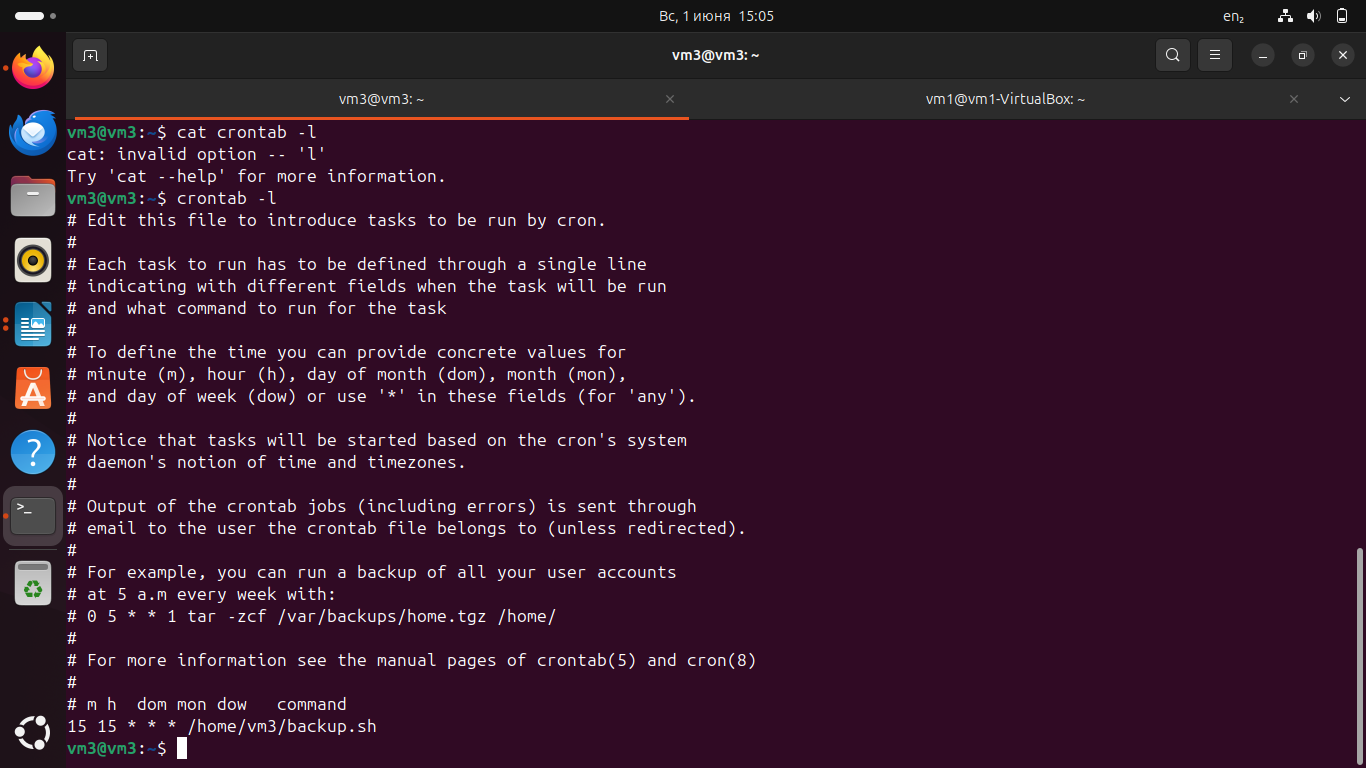 Вс, 1 июня 15:05
en₂
vm3@vm3: ~
vm3@vm3: ~
vm1@vm1-VirtualBox: ~
vm3@vm3:~$ cat crontab -l
cat: invalid option -- 'l'
Try 'cat --help' for more information.
vm3@vm3:~$ crontab -l
# Edit this file to introduce tasks to be run by cron.
#
# Each task to run has to be defined through a single line
# indicating with different fields when the task will be run
# and what command to run for the task
#
# To define the time you can provide concrete values for
# minute (m), hour (h), day of month (dom), month (mon),
# and day of week (dow) or use '*' in these fields (for 'any').
#
# Notice that tasks will be started based on the cron's system
# daemon's notion of time and timezones.
#
# Output of the crontab jobs (including errors) is sent through
# email to the user the crontab file belongs to (unless redirected).
#
# For example, you can run a backup of all your user accounts
# at 5 a.m every week with:
# 0 5 * * 1 tar -zcf /var/backups/home.tgz /home/
#
# For more information see the manual pages of crontab(5) and cron(8)
#
# m h  dom mon dow   command
15 15 * * * /home/vm3/backup.sh
vm3@vm3:~$